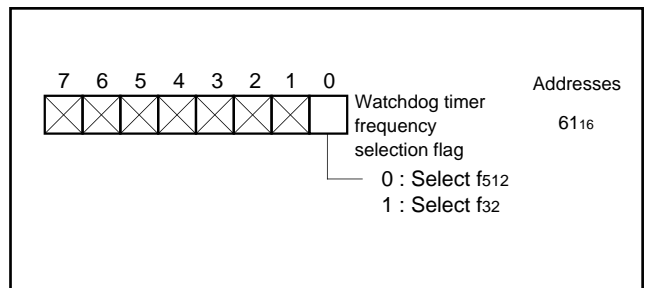 7 6 5 4 3 2 1 0
Addresses
Watchdog timer
frequency
selection flag
6116
0 : Select f512
1 : Select f32